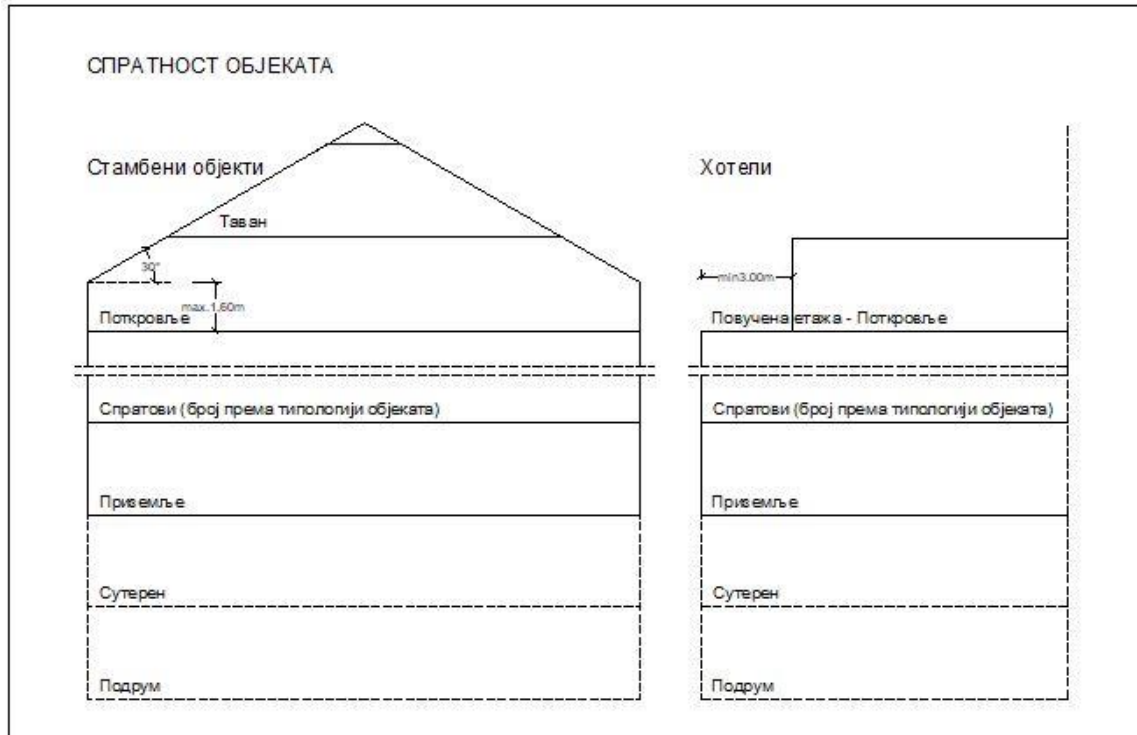 СПРАТНОСТ ОБЈЕКАТА
Стамбени објекти
Таван
30°
max.1.60m
Поткровље
Спратови (број према типологији објеката)
Приземље
Сутерен
Подрум
Хотели
min3.00m
Повучена етажа - Поткровље
Спратови (број према типологији објеката)
Приземље
Сутерен
Подрум